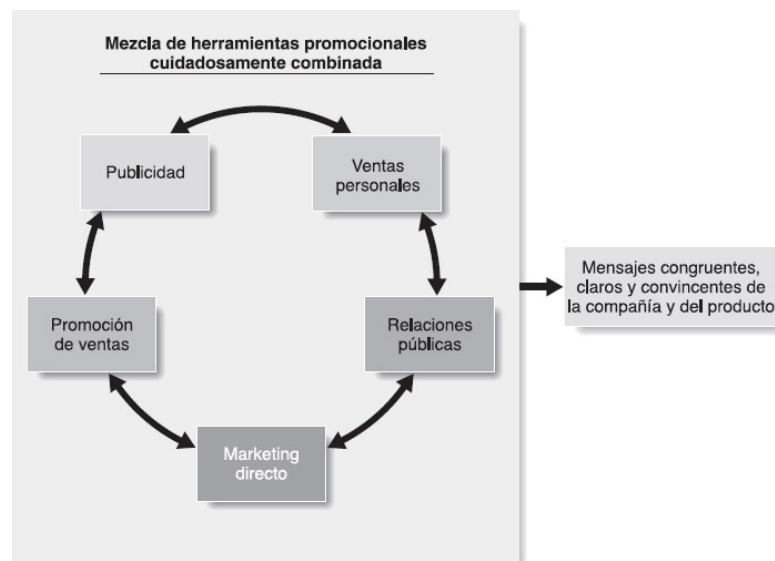 Mezcla de herramientas promocionales
cuidadosamente combinada
Publicidad
Ventas
personales
Promoción
de ventas
Relaciones
públicas
Marketing
directo
Mensajes congruentes,
claros y convincentes de
la compañía y del producto